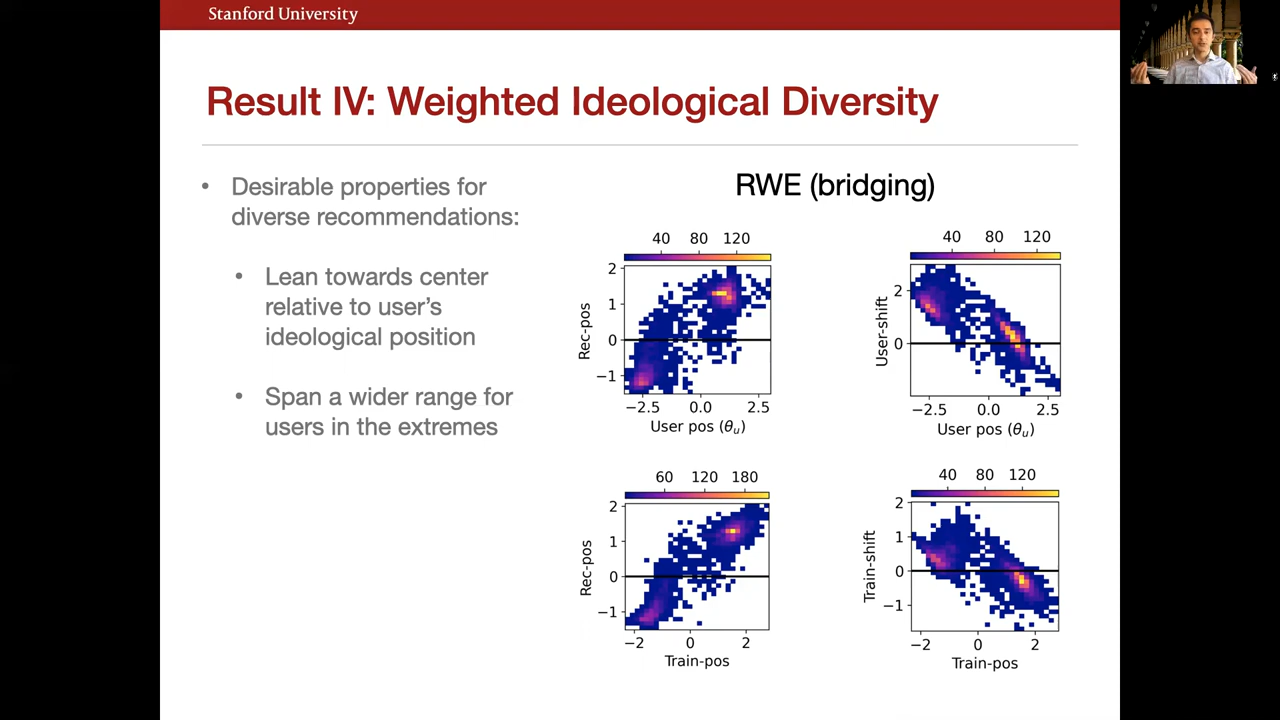 Stanford University
Result IV: Weighted Ideological Diversity
• Desirable properties for
diverse recommendations:
• Lean towards center
relative to user's
ideological position
• Span a wider range for
users in the extremes
RWE (bridging)
40 80 120
2
1
0
−1
Rec-pos
−2.5 0.0 2.5
User pos (θu)
40 80 120
2
0
User-shift
−2.5 0.0 2.5
User pos (θu)
60 120 180
2
1
0
−1
Rec-pos
−2 0 2
Train-pos
40 80 120
2
1
0
−1
Train-shift
−2 0 2
Train-pos